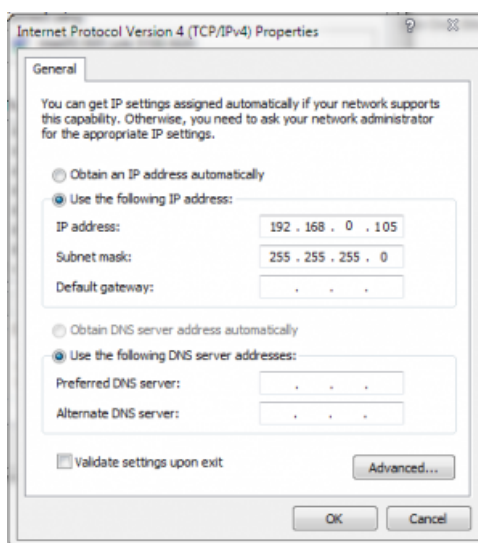 Internet Protocol Version 4 (TCP/IPv4) Properties
General
You can get IP settings assigned automatically if your network supports
this capability. Otherwise, you need to ask your network administrator
for the appropriate IP settings.
Obtain an IP address automatically
Use the following IP address:
IP address: 192 . 168 . 0 . 105
Subnet mask: 255 . 255 . 255 . 0
Default gateway: . . .
Obtain DNS server address automatically
Use the following DNS server addresses:
Preferred DNS server: . . .
Alternate DNS server: . . .
Validate settings upon exit
Advanced...
OK Cancel